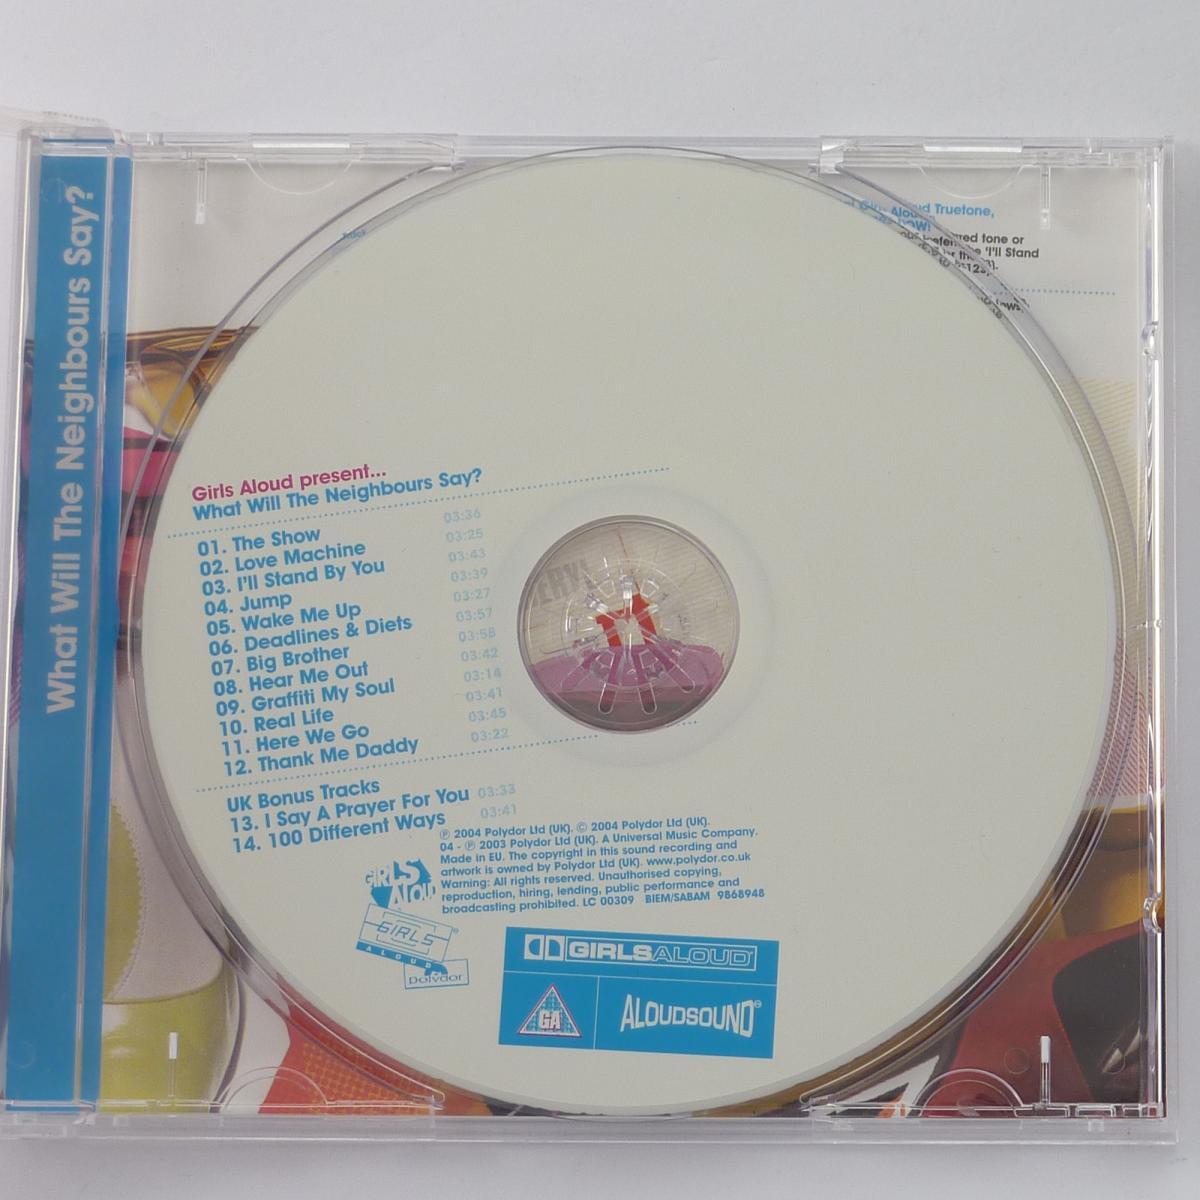 What Will The Neighbours Say?
Girls Aloud Truetone,
NOW!
preferred tone or
'I'll Stand
Girls Aloud present...
What Will The Neighbours Say?
01. The Show 03:36
02. Love Machine 03:25
03. I'll Stand By You 03:43
04. Jump 03:39
05. Wake Me Up 03:27
06. Deadlines & Diets 03:57
07. Big Brother 03:58
08. Hear Me Out 03:42
09. Graffiti My Soul 03:14
10. Real Life 03:41
11. Here We Go 03:45
12. Thank Me Daddy 03:22
UK Bonus Tracks
13. I Say A Prayer For You 03:33
14. 100 Different Ways 03:41
℗ 2004 Polydor Ltd (UK). © 2004 Polydor Ltd (UK).
04 - ℗ 2003 Polydor Ltd (UK). A Universal Music Company.
Made in EU. The copyright in this sound recording and
artwork is owned by Polydor Ltd (UK). www.polydor.co.uk
Warning: All rights reserved. Unauthorised copying,
reproduction, hiring, lending, public performance and
broadcasting prohibited. LC 00309 BIEM/SABAM 9868948
GIRLS
ALOUD
GIRLS
ALOUD
Polydor
GIRLSALOUD
GA
ALOUDSOUND